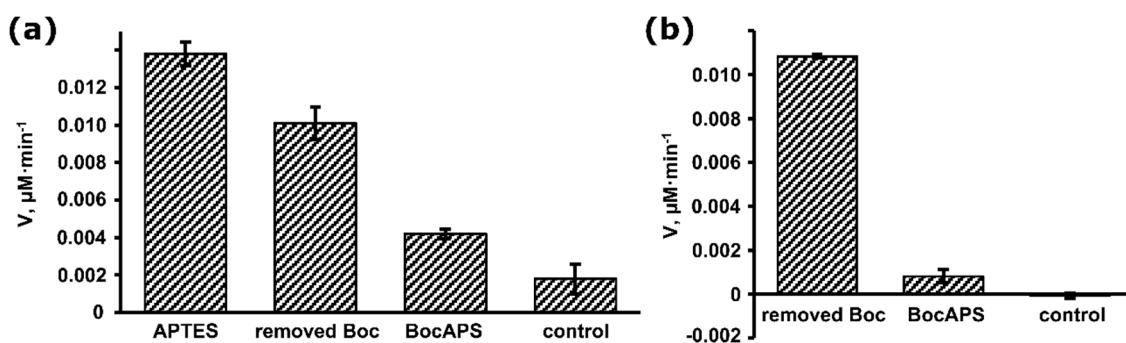 (a)
V, µM·min-1
0.012
0.010
0.008
0.006
0.004
0.002
0
APTES removed Boc BocAPS control
(b)
V, µM·min-1
0.010
0.008
0.006
0.004
0.002
0
-0.002
removed Boc BocAPS control